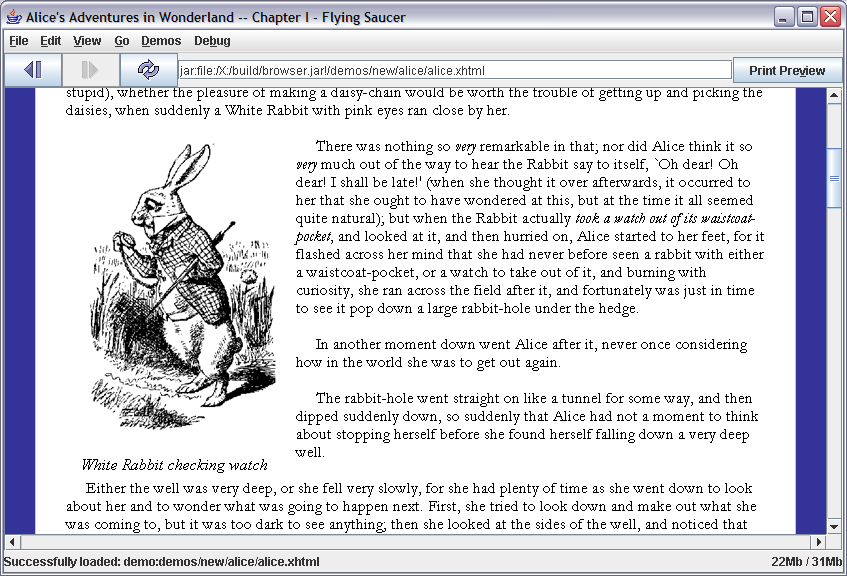 Alice's Adventures in Wonderland -- Chapter I - Flying Saucer
File Edit View Go Demos Debug
jar:file:/X:/build/browser.jar!/demos/new/alice/alice.xhtml
Print Preview
stupid), whether the pleasure of making a daisy-chain would be worth the trouble of getting up and picking the
daisies, when suddenly a White Rabbit with pink eyes ran close by her.
There was nothing so very remarkable in that; nor did Alice think it so
very much out of the way to hear the Rabbit say to itself, `Oh dear! Oh
dear! I shall be late!' (when she thought it over afterwards, it occurred to
her that she ought to have wondered at this, but at the time it all seemed
quite natural); but when the Rabbit actually took a watch out of its waistcoat-
pocket, and looked at it, and then hurried on, Alice started to her feet, for it
flashed across her mind that she had never before seen a rabbit with either
a waistcoat-pocket, or a watch to take out of it, and burning with
curiosity, she ran across the field after it, and fortunately was just in time
to see it pop down a large rabbit-hole under the hedge.
In another moment down went Alice after it, never once considering
how in the world she was to get out again.
The rabbit-hole went straight on like a tunnel for some way, and then
dipped suddenly down, so suddenly that Alice had not a moment to think
about stopping herself before she found herself falling down a very deep
well.
White Rabbit checking watch
Either the well was very deep, or she fell very slowly, for she had plenty of time as she went down to look
about her and to wonder what was going to happen next. First, she tried to look down and make out what she
was coming to, but it was too dark to see anything; then she looked at the sides of the well, and noticed that
Successfully loaded: demo:demos/new/alice/alice.xhtml
22Mb / 31Mb